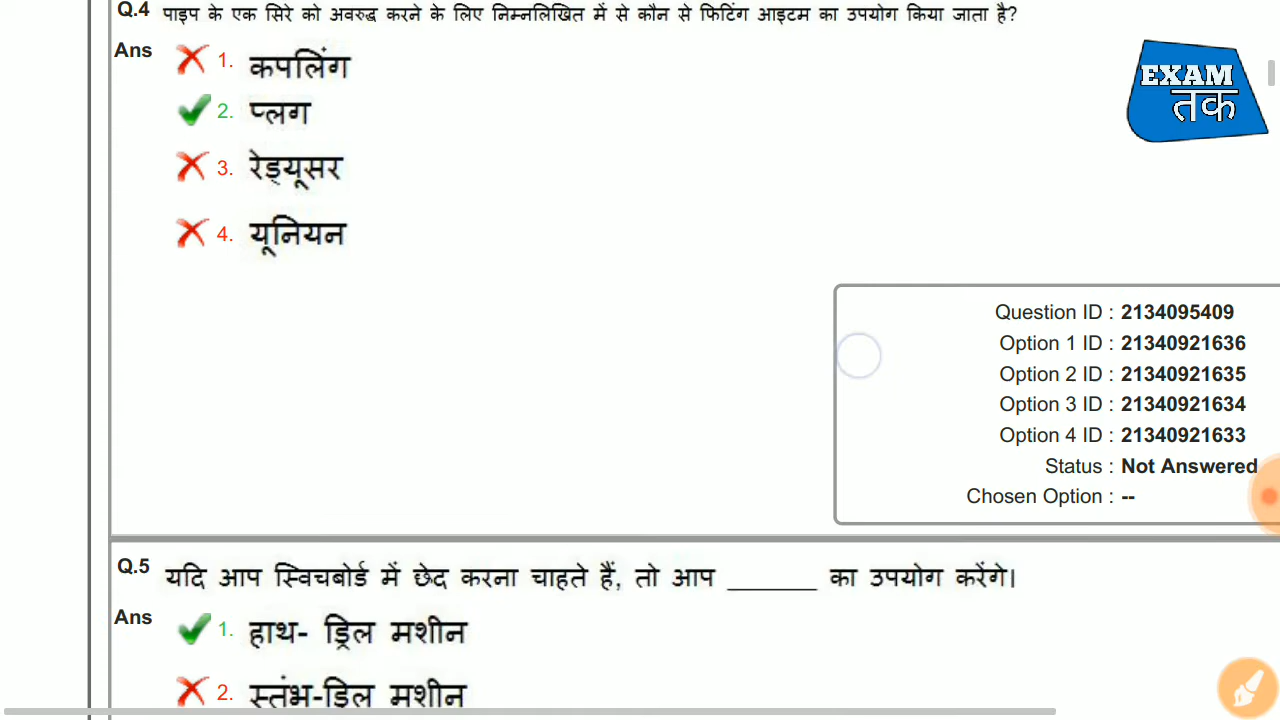 Q.4 पाइप के एक सिरे को अवरुद्ध करने के लिए निम्नलिखित में से कौन से फिटिंग आइटम का उपयोग किया जाता है?
Ans 1. कपलिंग
2. प्लग
3. रेड्यूसर
4. यूनियन
EXAM
तक
Question ID : 2134095409
Option 1 ID : 21340921636
Option 2 ID : 21340921635
Option 3 ID : 21340921634
Option 4 ID : 21340921633
Status : Not Answered
Chosen Option : --
Q.5 यदि आप स्विचबोर्ड में छेद करना चाहते हैं, तो आप _______ का उपयोग करेंगे।
Ans 1. हाथ- ड्रिल मशीन
2. स्तंभ-ड्रिल मशीन